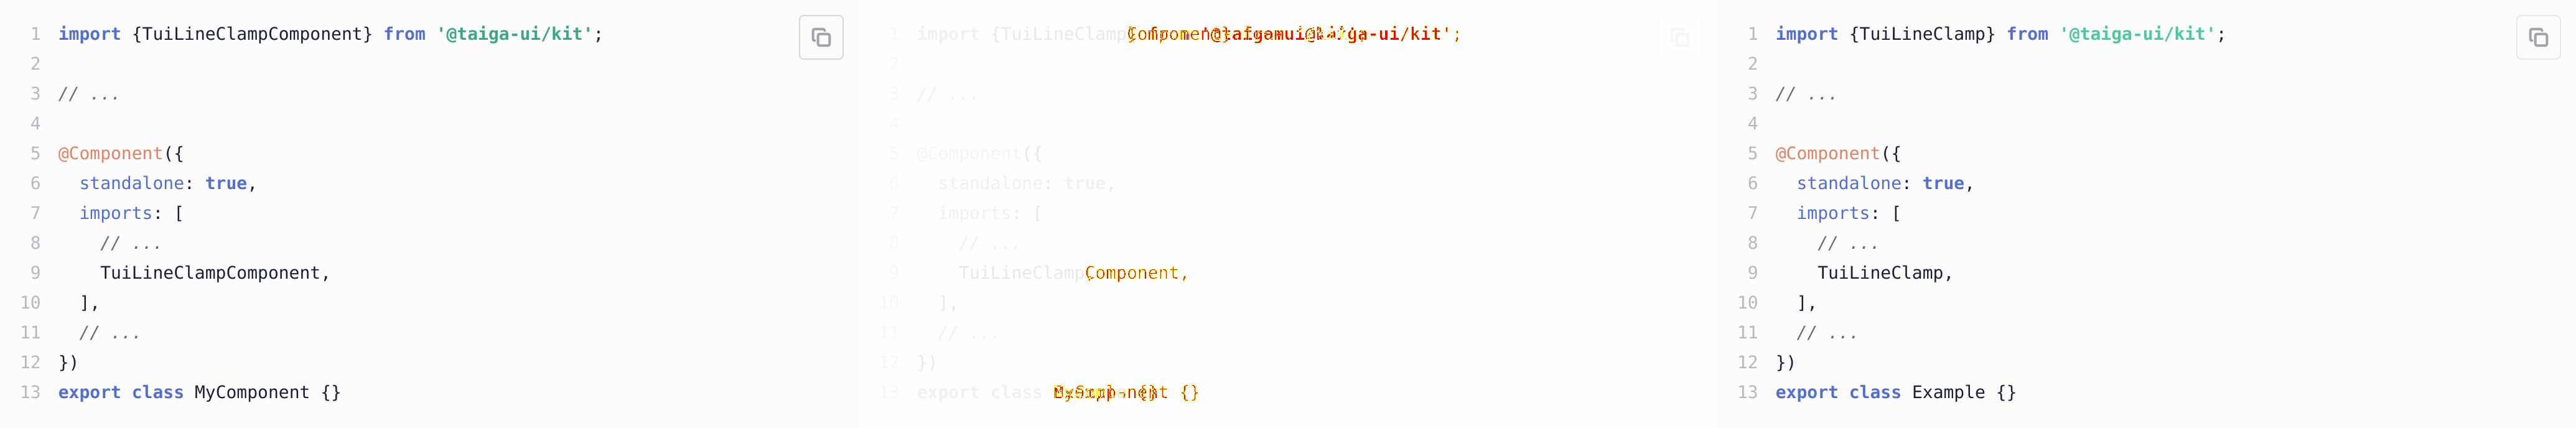 1 import {TuiLineClampComponent} from '@taiga-ui/kit';
2
3 // ...
4
5 @Component({
6 standalone: true,
7 imports: [
8 // ...
9 TuiLineClampComponent,
10 ],
11 // ...
12 })
13 export class MyComponent {}
1 import {TuiLineClamp
2
3 // ...
4
5 @Component({
6 standalone: true,
7 imports: [
8 // ...
9 TuiLineClampComponent,
10 ],
11 // ...
12 })
13 export class {}
1 import {TuiLineClamp} from '@taiga-ui/kit';
2
3 // ...
4
5 @Component({
6 standalone: true,
7 imports: [
8 // ...
9 TuiLineClamp,
10 ],
11 // ...
12 })
13 export class Example {}